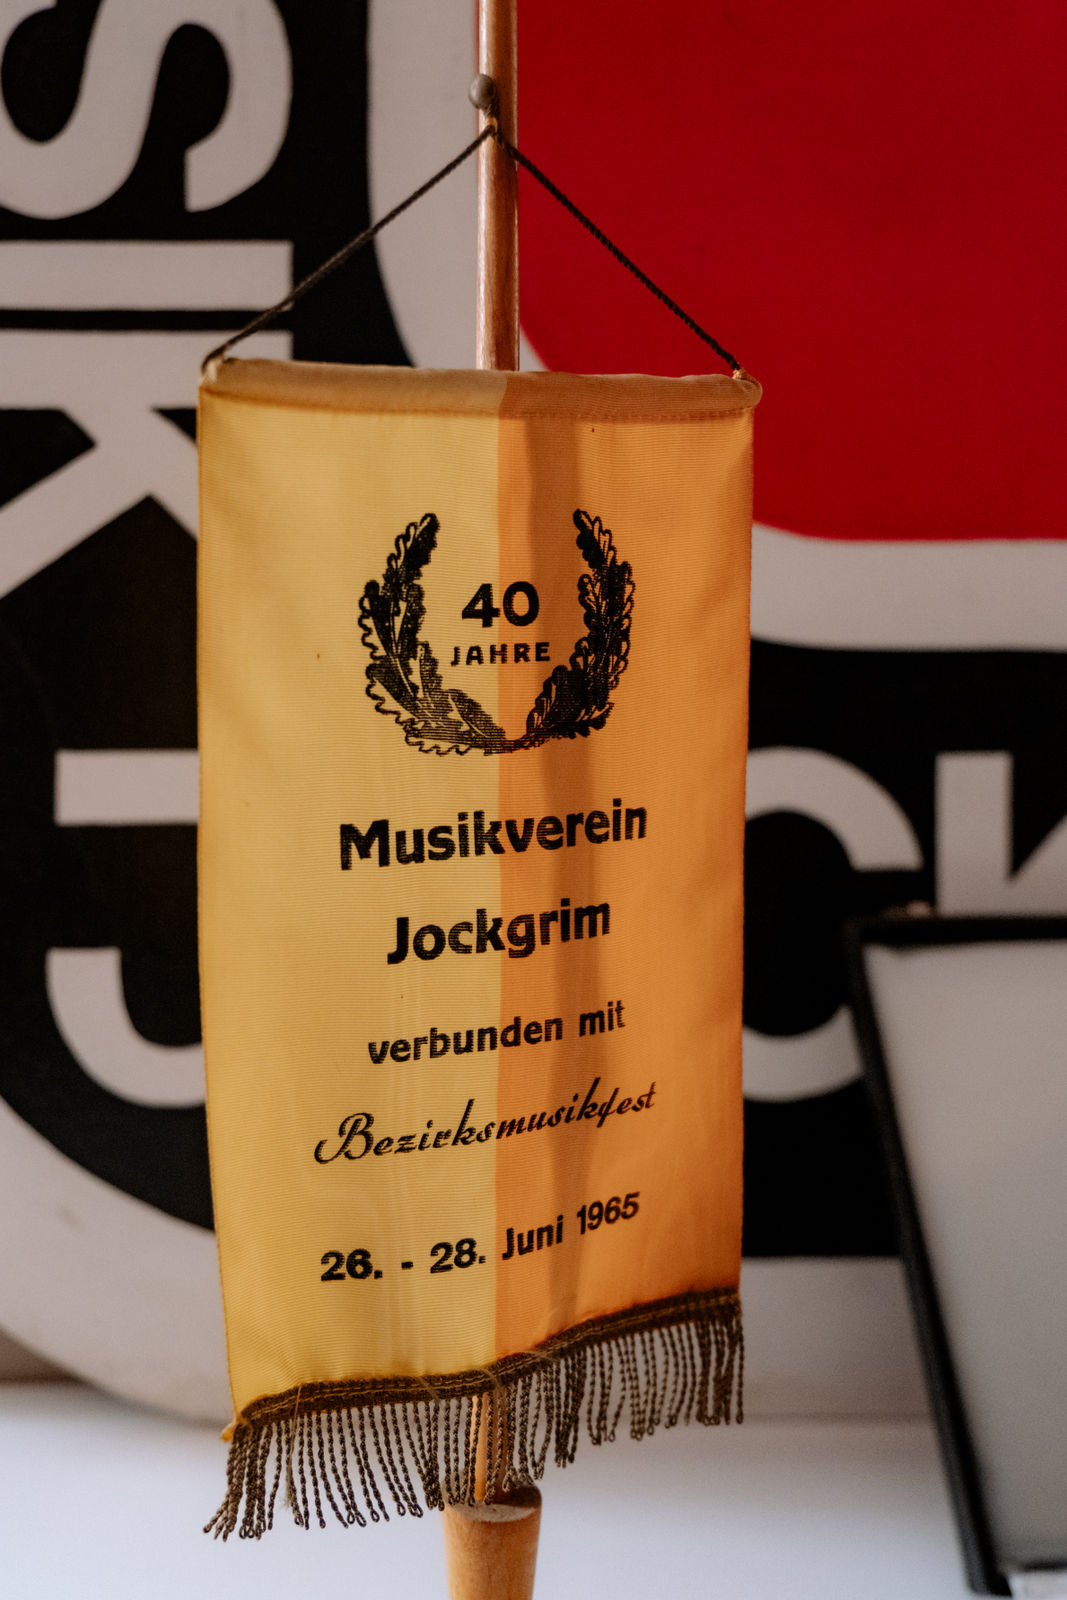 40
JAHRE
Musikverein
Jockgrim
verbunden mit
Bezirksmusikfest
26. - 28. Juni 1965